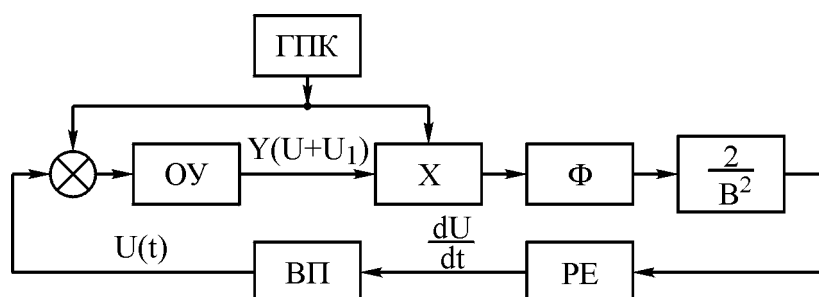 ГПК
ОУ
Y(U+U₁)
X
Ф
2
B²
U(t)
ВП
dU
dt
РЕ